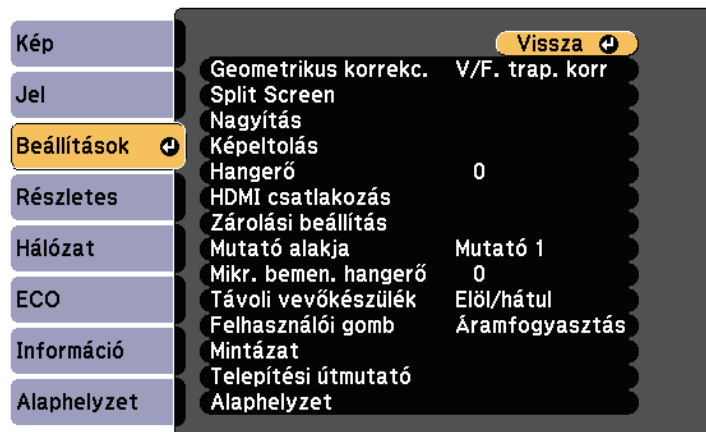 Kép
Jel
Beállítások
Részletes
Hálózat
ECO
Információ
Alaphelyzet
Vissza
Geometrikus korrekc. V/F. trap. korr
Split Screen
Nagyítás
Képeltolás
Hangerő 0
HDMI csatlakozás
Zárolási beállítás
Mutató alakja Mutató 1
Mikr. bemen. hangerő 0
Távoli vevőkészülék Elöl/hátul
Felhasználói gomb Áramfogyasztás
Mintázat
Telepítési útmutató
Alaphelyzet